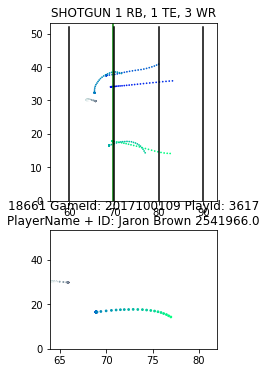 SHOTGUN 1 RB, 1 TE, 3 WR
50
40
30
20
10
0
60 70 80 90
18661 GameId: 2017100109 PlayId: 3617
PlayerName + ID: Jaron Brown 2541966.0
40
20
0
65 70 75 80